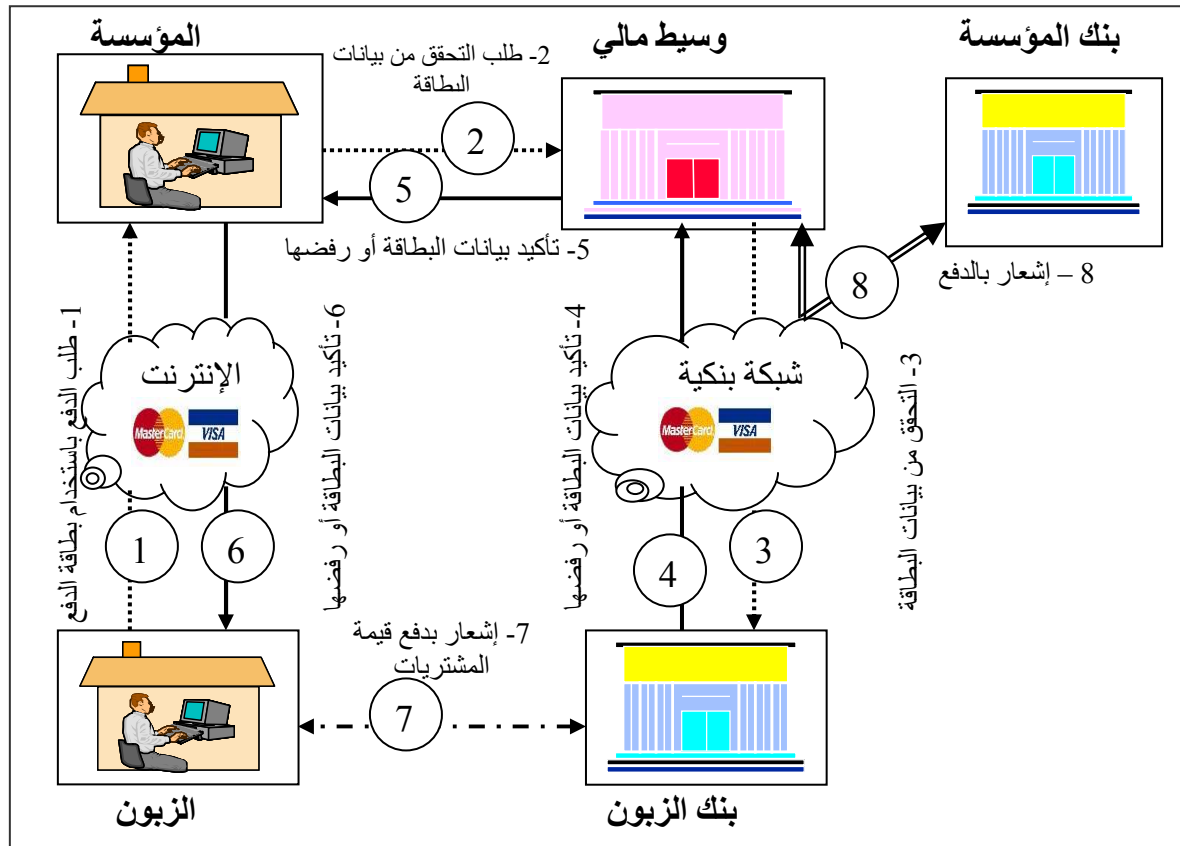 بنك المؤسسة
وسيط مالي
المؤسسة
2- طلب التحقق من بيانات
البطاقة
2
5
5- تأكيد بيانات البطاقة أو رفضها
8
8 – إشعار بالدفع
1- طلب الدفع باستخدام بطاقة الدفع
الإنترنت
MasterCard
VISA
6- تأكيد بيانات البطاقة أو رفضها
4- تأكيد بيانات البطاقة أو رفضها
شبكة بنكية
MasterCard
VISA
3- التحقق من بيانات البطاقة
1
6
4
3
7- إشعار بدفع قيمة
المشتريات
7
الزبون
بنك الزبون